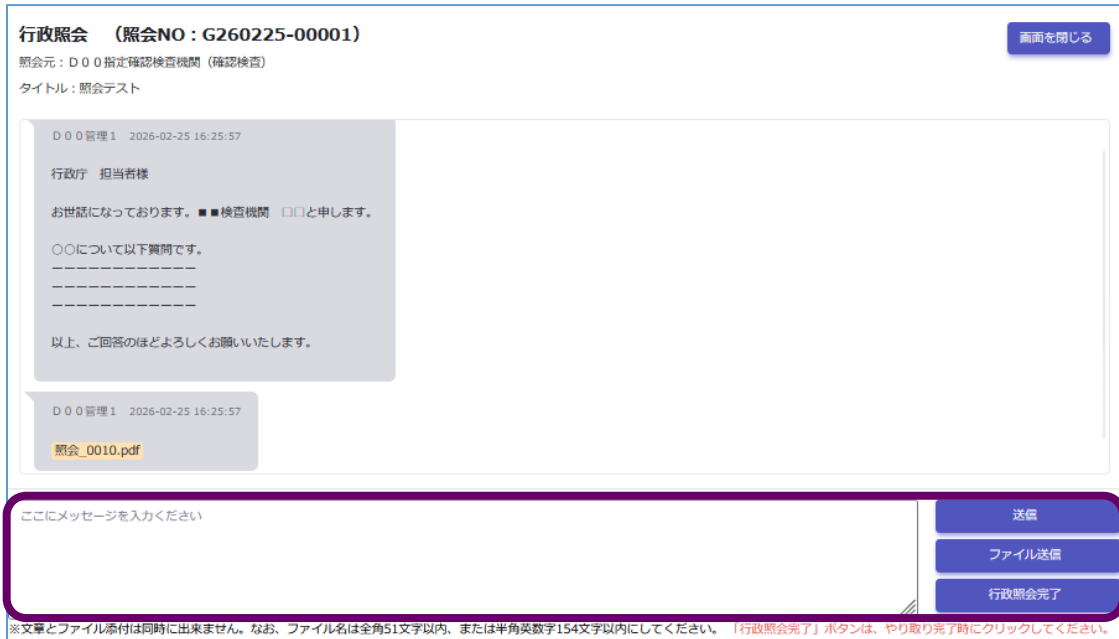 行政照会　（照会NO：G260225-00001）
画面を閉じる
照会元：Ｄ００指定確認検査機関（確認検査）
タイトル：照会テスト
Ｄ００管理1　2026-02-25 16:25:57
行政庁　担当者様
お世話になっております。■■検査機関　□□と申します。
○○について以下質問です。
ーーーーーーーーーーーー
ーーーーーーーーーーーー
ーーーーーーーーーーーー
以上、ご回答のほどよろしくお願いいたします。
Ｄ００管理1　2026-02-25 16:25:57
照会_0010.pdf
ここにメッセージを入力ください
送信
ファイル送信
行政照会完了
※文章とファイル添付は同時に出来ません。なお、ファイル名は全角51文字以内、または半角英数字154文字以内にしてください。　「行政照会完了」ボタンは、やり取り完了時にクリックしてください。